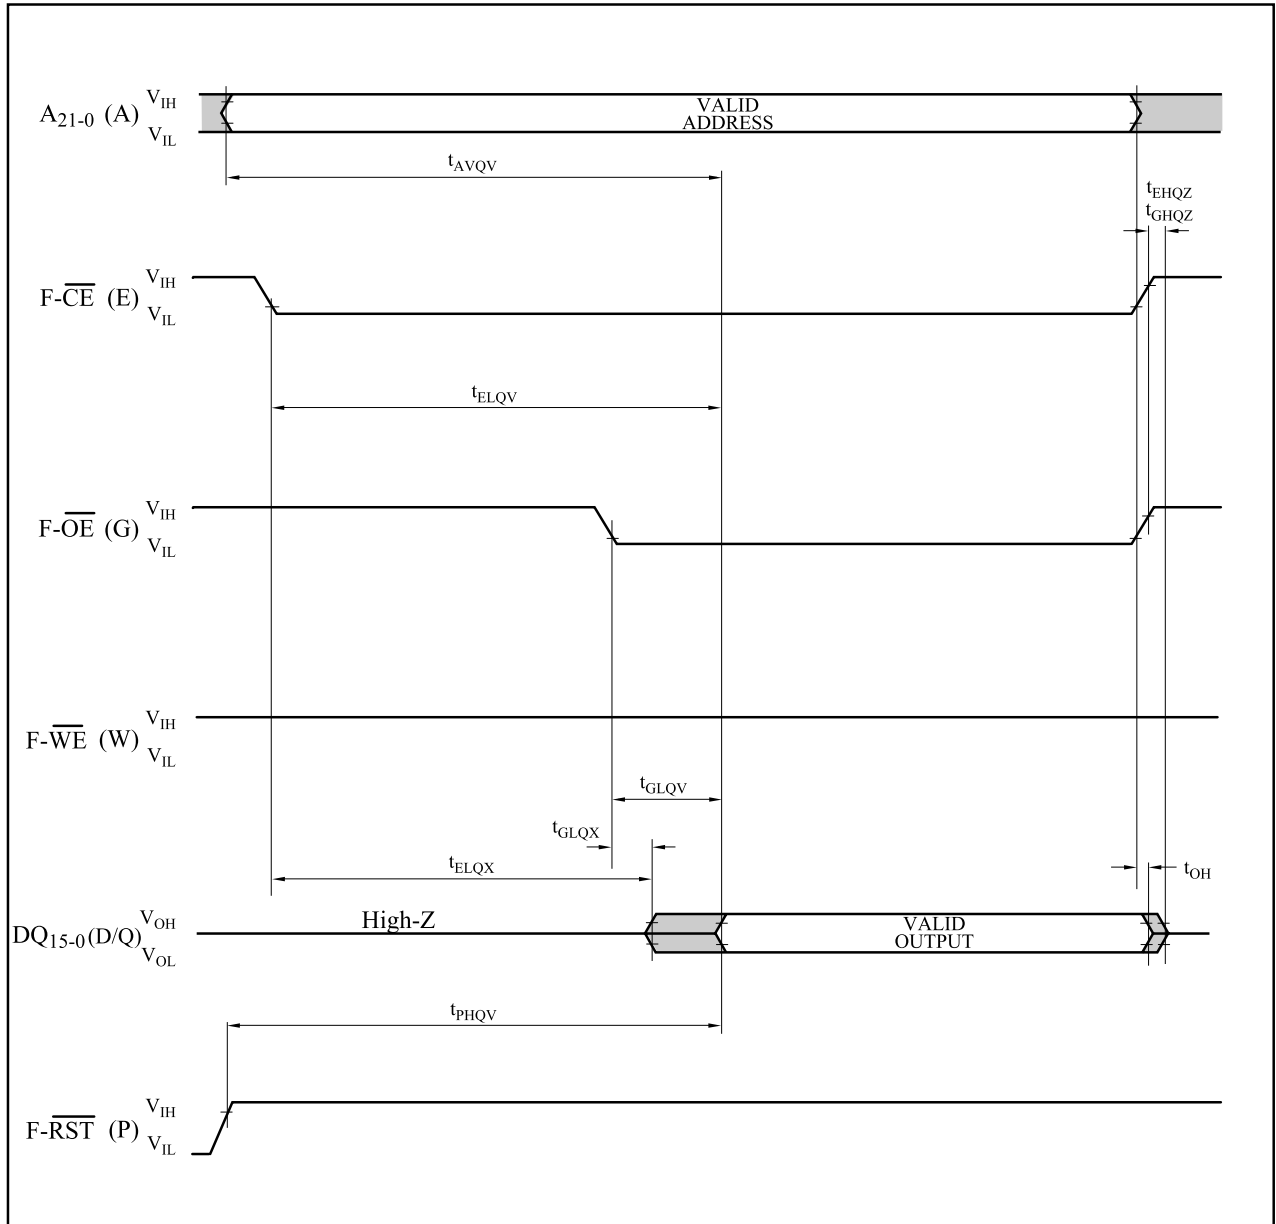 A21-0 (A) VIH
VIL
VALID
ADDRESS
tAVQV
tEHQZ
tGHQZ
F-CE (E) VIH
VIL
tELQV
F-OE (G) VIH
VIL
F-WE (W) VIH
VIL
tGLQV
tGLQX
tELQX
tOH
DQ15-0 (D/Q) VOH
VOL
High-Z
VALID
OUTPUT
tPHQV
F-RST (P) VIH
VIL